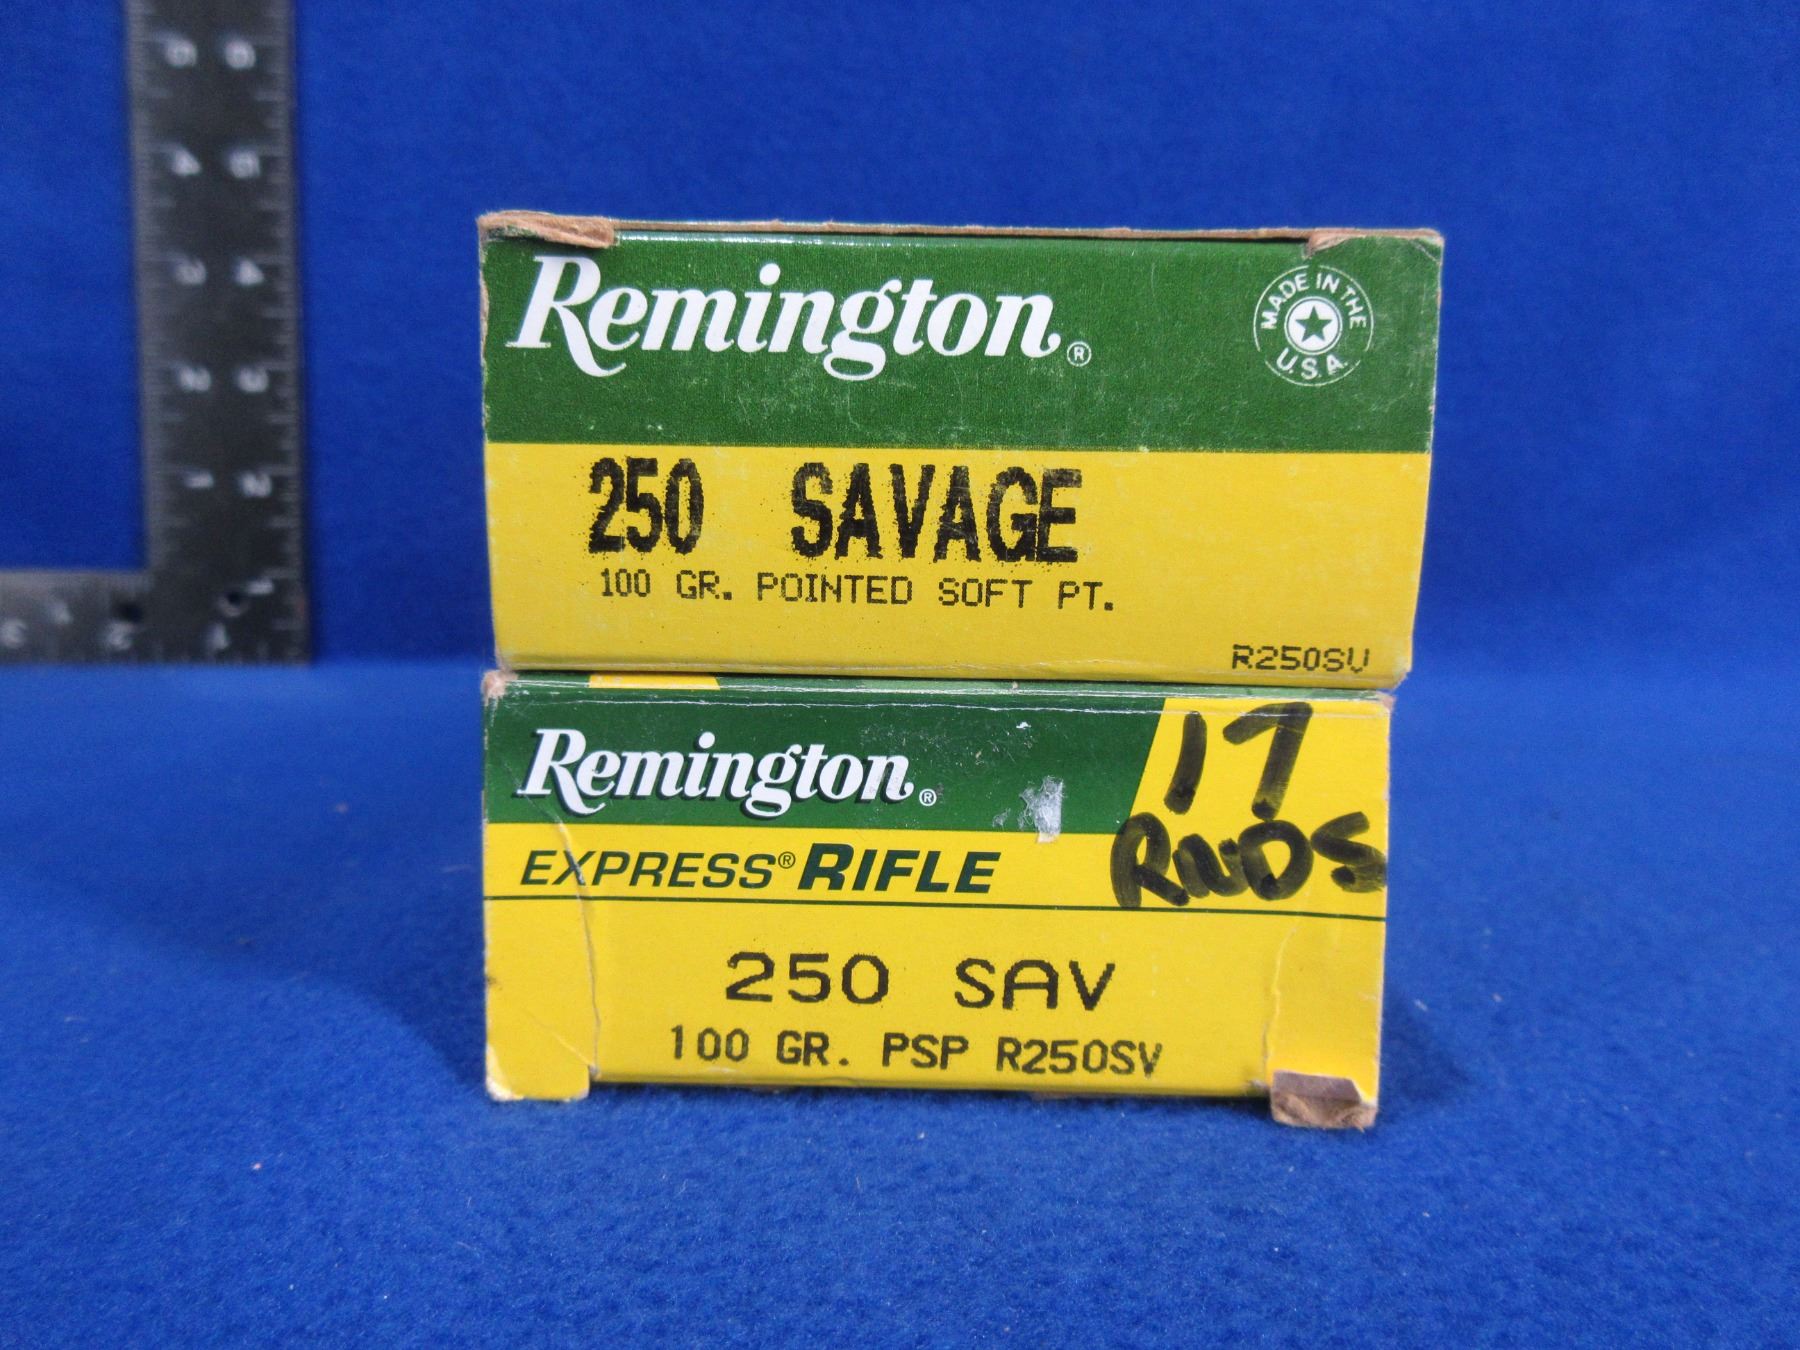 Remington®
MADE IN THE
U.S.A.
250 SAVAGE
100 GR. POINTED SOFT PT.
R250SV
Remington®
17
RNDS
EXPRESS® RIFLE
250 SAV
100 GR. PSP R250SV